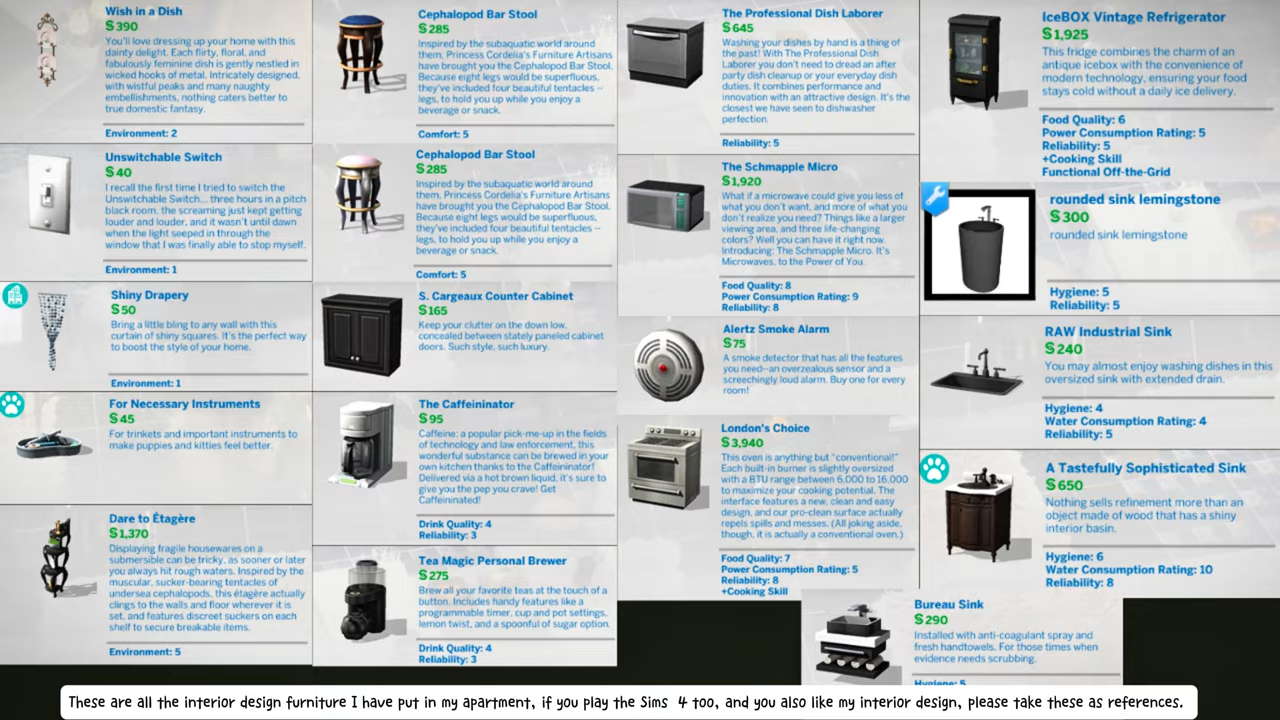 Wish in a Dish
$390
You'll love dressing up your home with this
dainty delight. Each flirty, floral, and
fabulously feminine dish is gently nestled in
wicked hooks of metal. Intricately designed,
with wistful peaks and many naughty
embellishments, nothing caters better to
true domestic fantasy.
Environment: 2
Unswitchable Switch
$40
I recall the first time I tried to switch the
Unswitchable Switch... three hours in a pitch
black room, the screaming just kept getting
louder and louder, and it wasn't until dawn
when the light seeped in through the
window that I was finally able to stop myself.
Environment: 1
Shiny Drapery
$50
Bring a little bling to any wall with this
curtain of shiny squares. It's the perfect way
to boost the style of your home.
Environment: 1
For Necessary Instruments
$45
For trinkets and important instruments to
make puppies and kitties feel better.
Dare to Étagère
$1,370
Displaying fragile housewares on a
submersible can be tricky, as sooner or later
you always hit rough waters. Inspired by the
muscular, sucker-bearing tentacles of
undersea cephalopods, this étagère actually
clings to the walls and floor wherever it is
set, and features discreet suckers on each
shelf to secure breakable items.
Environment: 5
Cephalopod Bar Stool
$285
Inspired by the subaquatic world around
them, Princess Cordelia's Furniture Artisans
have brought you the Cephalopod Bar Stool.
Because eight legs would be superfluous,
they've included four beautiful tentacles --
legs, to hold you up while you enjoy a
beverage or snack.
Comfort: 5
Cephalopod Bar Stool
$285
Inspired by the subaquatic world around
them, Princess Cordelia's Furniture Artisans
have brought you the Cephalopod Bar Stool.
Because eight legs would be superfluous,
they've included four beautiful tentacles --
legs, to hold you up while you enjoy a
beverage or snack.
Comfort: 5
S. Cargeaux Counter Cabinet
$165
Keep your clutter on the down low,
concealed between stately paneled cabinet
doors. Such style, such luxury.
The Caffeininator
$95
Caffeine: a popular pick-me-up in the fields
of technology and law enforcement, this
wonderful substance can be brewed in your
own kitchen thanks to the Caffeininator!
Delivered via a hot brown liquid, it's sure to
give you the pep you crave! Get
Caffeininated!
Drink Quality: 4
Reliability: 3
Tea Magic Personal Brewer
$275
Brew all your favorite teas at the touch of a
button. Includes handy features like a
programmable timer, cup and pot settings,
lemon twist, and a spoonful of sugar option.
Drink Quality: 4
Reliability: 3
The Professional Dish Laborer
$645
Washing your dishes by hand is a thing of
the past! With The Professional Dish
Laborer you don't need to dread an after
party dish cleanup or your everyday dish
duties. It combines performance and
innovation with an attractive design. It's the
closest we have seen to dishwasher
perfection.
Reliability: 5
The Schmapple Micro
$1,920
What if a microwave could give you less of
what you don't want, and more of what you
don't realize you need? Things like a larger
viewing area, and three life-changing
colors? Well you can have it right now.
Introducing: The Schmapple Micro. It's
Microwaves, to the Power of You.
Food Quality: 8
Power Consumption Rating: 9
Reliability: 8
Alertz Smoke Alarm
$75
A smoke detector that has all the features
you need--an overzealous sensor and a
screechingly loud alarm. Buy one for every
room!
London's Choice
$3,940
This oven is anything but "conventional!"
Each built-in burner is slightly oversized
with a BTU range between 6,000 to 16,000
to maximize your cooking potential. The
interface features a new, clean and easy
design, and our pro-clean surface actually
repels spills and messes. (All joking aside,
though, it is actually a conventional oven.)
Food Quality: 7
Power Consumption Rating: 5
Reliability: 8
+Cooking Skill
IceBOX Vintage Refrigerator
$1,925
This fridge combines the charm of an
antique icebox with the convenience of
modern technology, ensuring your food
stays cold without a daily ice delivery.
Food Quality: 6
Power Consumption Rating: 5
Reliability: 5
+Cooking Skill
Functional Off-the-Grid
rounded sink lemingstone
$300
rounded sink lemingstone
Hygiene: 5
Reliability: 5
RAW Industrial Sink
$240
You may almost enjoy washing dishes in this
oversized sink with extended drain.
Hygiene: 4
Water Consumption Rating: 4
Reliability: 5
A Tastefully Sophisticated Sink
$650
Nothing sells refinement more than an
object made of wood that has a shiny
interior basin.
Hygiene: 6
Water Consumption Rating: 10
Reliability: 8
Bureau Sink
$290
Installed with anti-coagulant spray and
fresh handtowels. For those times when
evidence needs scrubbing.
Hygiene: 5
These are all the interior design furniture I have put in my apartment, if you play the Sims 4 too, and you also like my interior design, please take these as references.